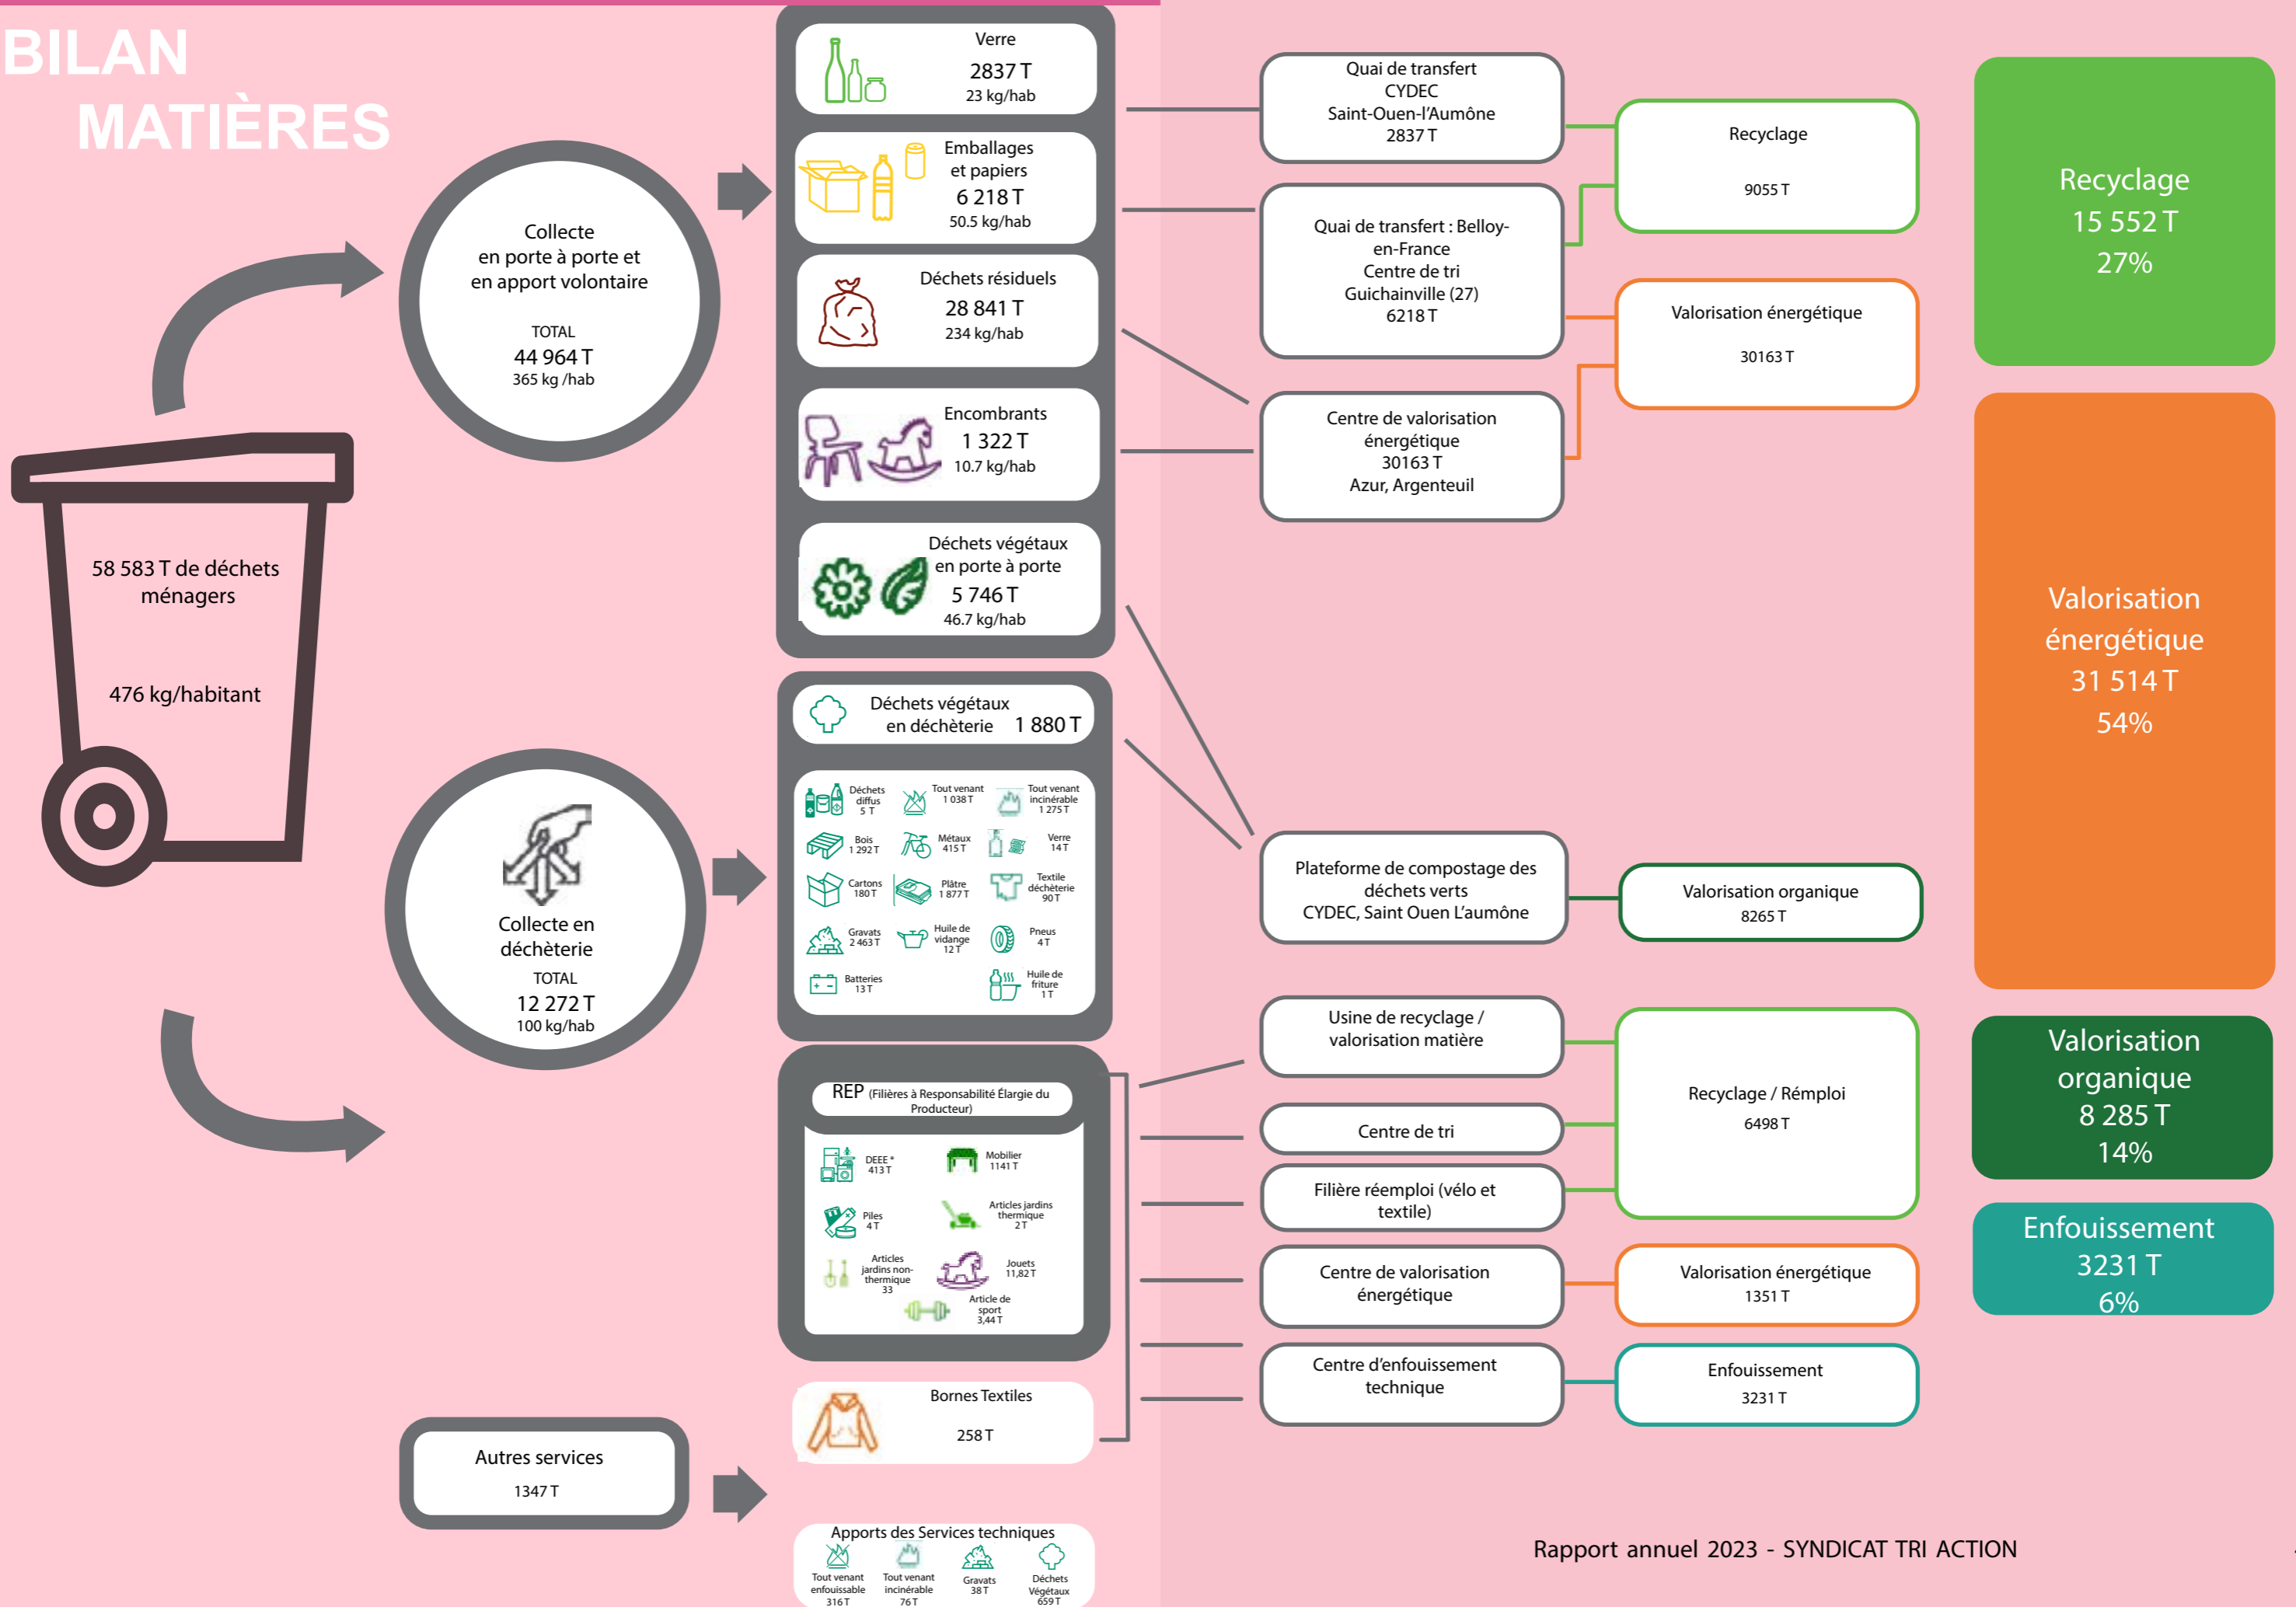 BILAN
MATIÈRES
58 583 T de déchets
ménagers
476 kg/habitant
Collecte
en porte à porte et
en apport volontaire
TOTAL
44 964 T
365 kg /hab
Collecte en
déchèterie
TOTAL
12 272 T
100 kg/hab
Autres services
1347 T
Verre
2837 T
23 kg/hab
Emballages
et papiers
6 218 T
50.5 kg/hab
Déchets résiduels
28 841 T
234 kg/hab
Encombrants
1 322 T
10.7 kg/hab
Déchets végétaux
en porte à porte
5 746 T
46.7 kg/hab
Déchets végétaux
en déchèterie 1 880 T
Déchets
diffus
5 T
Tout venant
1 038 T
Tout venant
incinérable
1 275 T
Bois
1 292 T
Métaux
415 T
Verre
14 T
Cartons
180 T
Plâtre
1 877 T
Textile
déchèterie
90 T
Gravats
2 463 T
Huile de
vidange
12 T
Pneus
4 T
Batteries
13 T
Huile de
friture
1 T
REP (Filières à Responsabilité Élargie du
Producteur)
DEEE *
413 T
Mobilier
1141 T
Piles
4 T
Articles jardins
thermique
2 T
Articles
jardins non-
thermique
33
Jouets
11,82 T
Article de
sport
3,44 T
Bornes Textiles
258 T
Apports des Services techniques
Tout venant
enfouissable
316 T
Tout venant
incinérable
76 T
Gravats
38 T
Déchets
Végétaux
659 T
Quai de transfert
CYDEC
Saint-Ouen-l'Aumône
2837 T
Quai de transfert : Belloy-
en-France
Centre de tri
Guichainville (27)
6218 T
Centre de valorisation
énergétique
30163 T
Azur, Argenteuil
Plateforme de compostage des
déchets verts
CYDEC, Saint Ouen L'aumône
Usine de recyclage /
valorisation matière
Centre de tri
Filière réemploi (vélo et
textile)
Centre de valorisation
énergétique
Centre d'enfouissement
technique
Recyclage
9055 T
Valorisation énergétique
30163 T
Valorisation organique
8265 T
Recyclage / Rémploi
6498 T
Valorisation énergétique
1351 T
Enfouissement
3231 T
Recyclage
15 552 T
27%
Valorisation
énergétique
31 514 T
54%
Valorisation
organique
8 285 T
14%
Enfouissement
3231 T
6%
Rapport annuel 2023 - SYNDICAT TRI ACTION